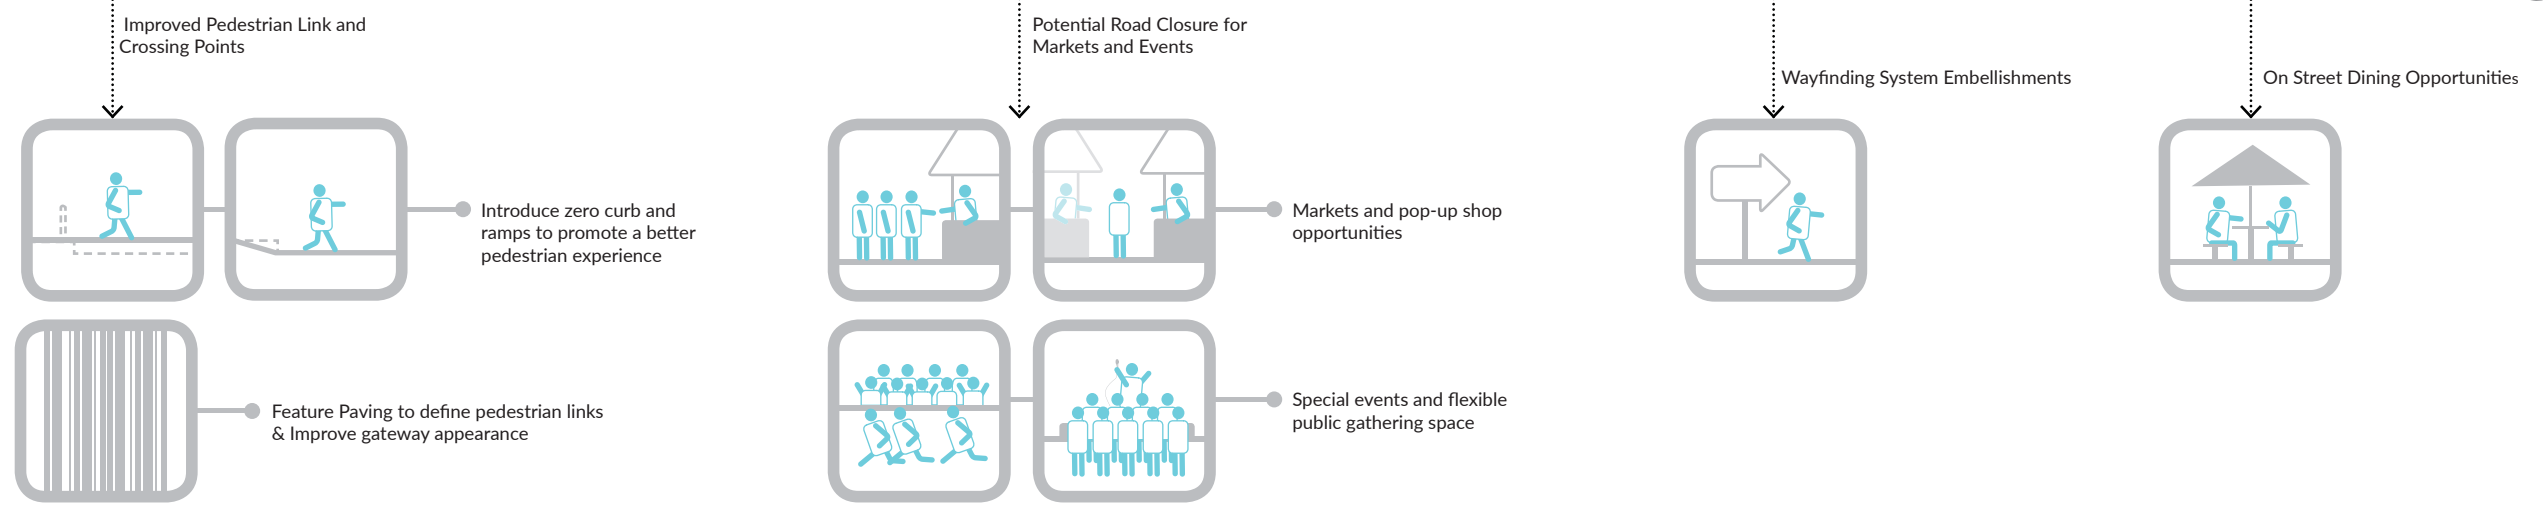 Improved Pedestrian Link and
Crossing Points
Potential Road Closure for
Markets and Events
Wayfinding System Embellishments
On Street Dining Opportunities
Introduce zero curb and
ramps to promote a better
pedestrian experience
Markets and pop-up shop
opportunities
Feature Paving to define pedestrian links
& Improve gateway appearance
Special events and flexible
public gathering space